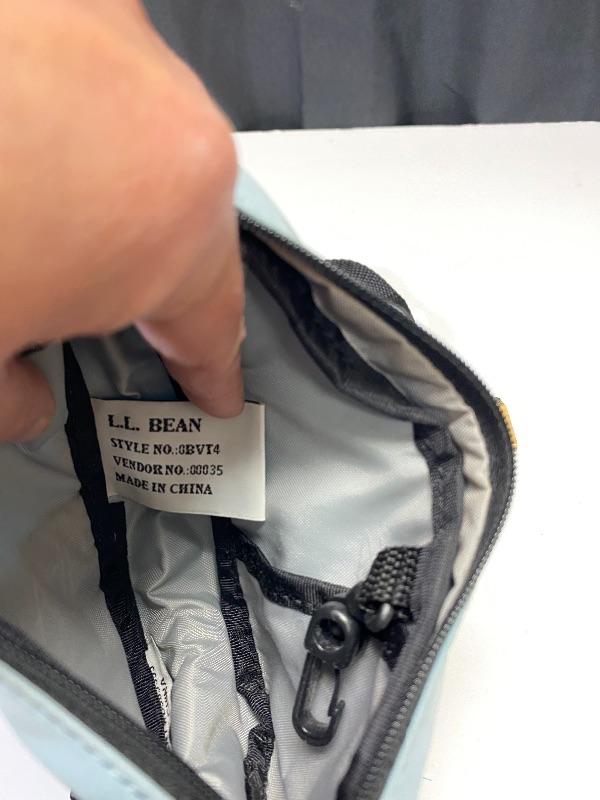 L.L. BEAN
STYLE NO.:0BVT4
VENDOR NO.:00035
MADE IN CHINA